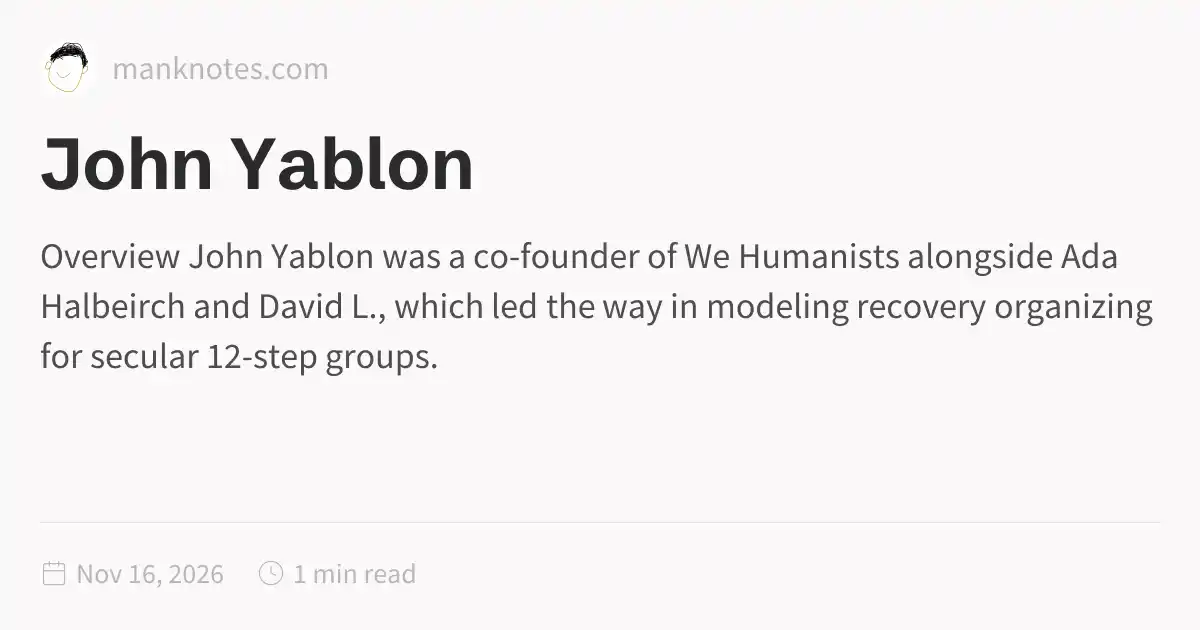 manknotes.com
John Yablon
Overview John Yablon was a co-founder of We Humanists alongside Ada
Halbeirch and David L., which led the way in modeling recovery organizing
for secular 12-step groups.
Nov 16, 2026 1 min read